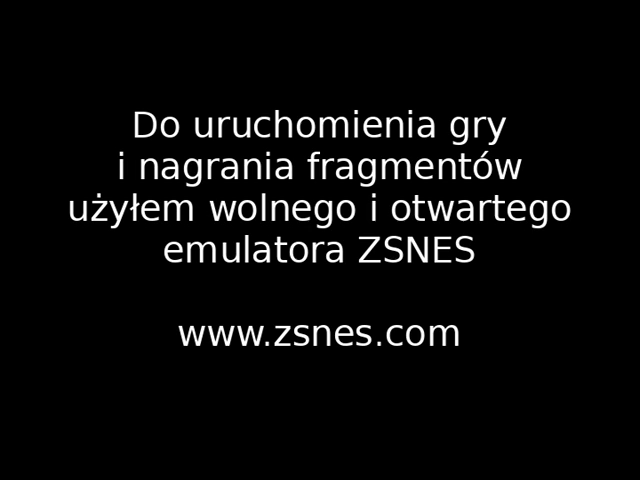 Do uruchomienia gry
i nagrania fragmentów
użyłem wolnego i otwartego
emulatora ZSNES
www.zsnes.com